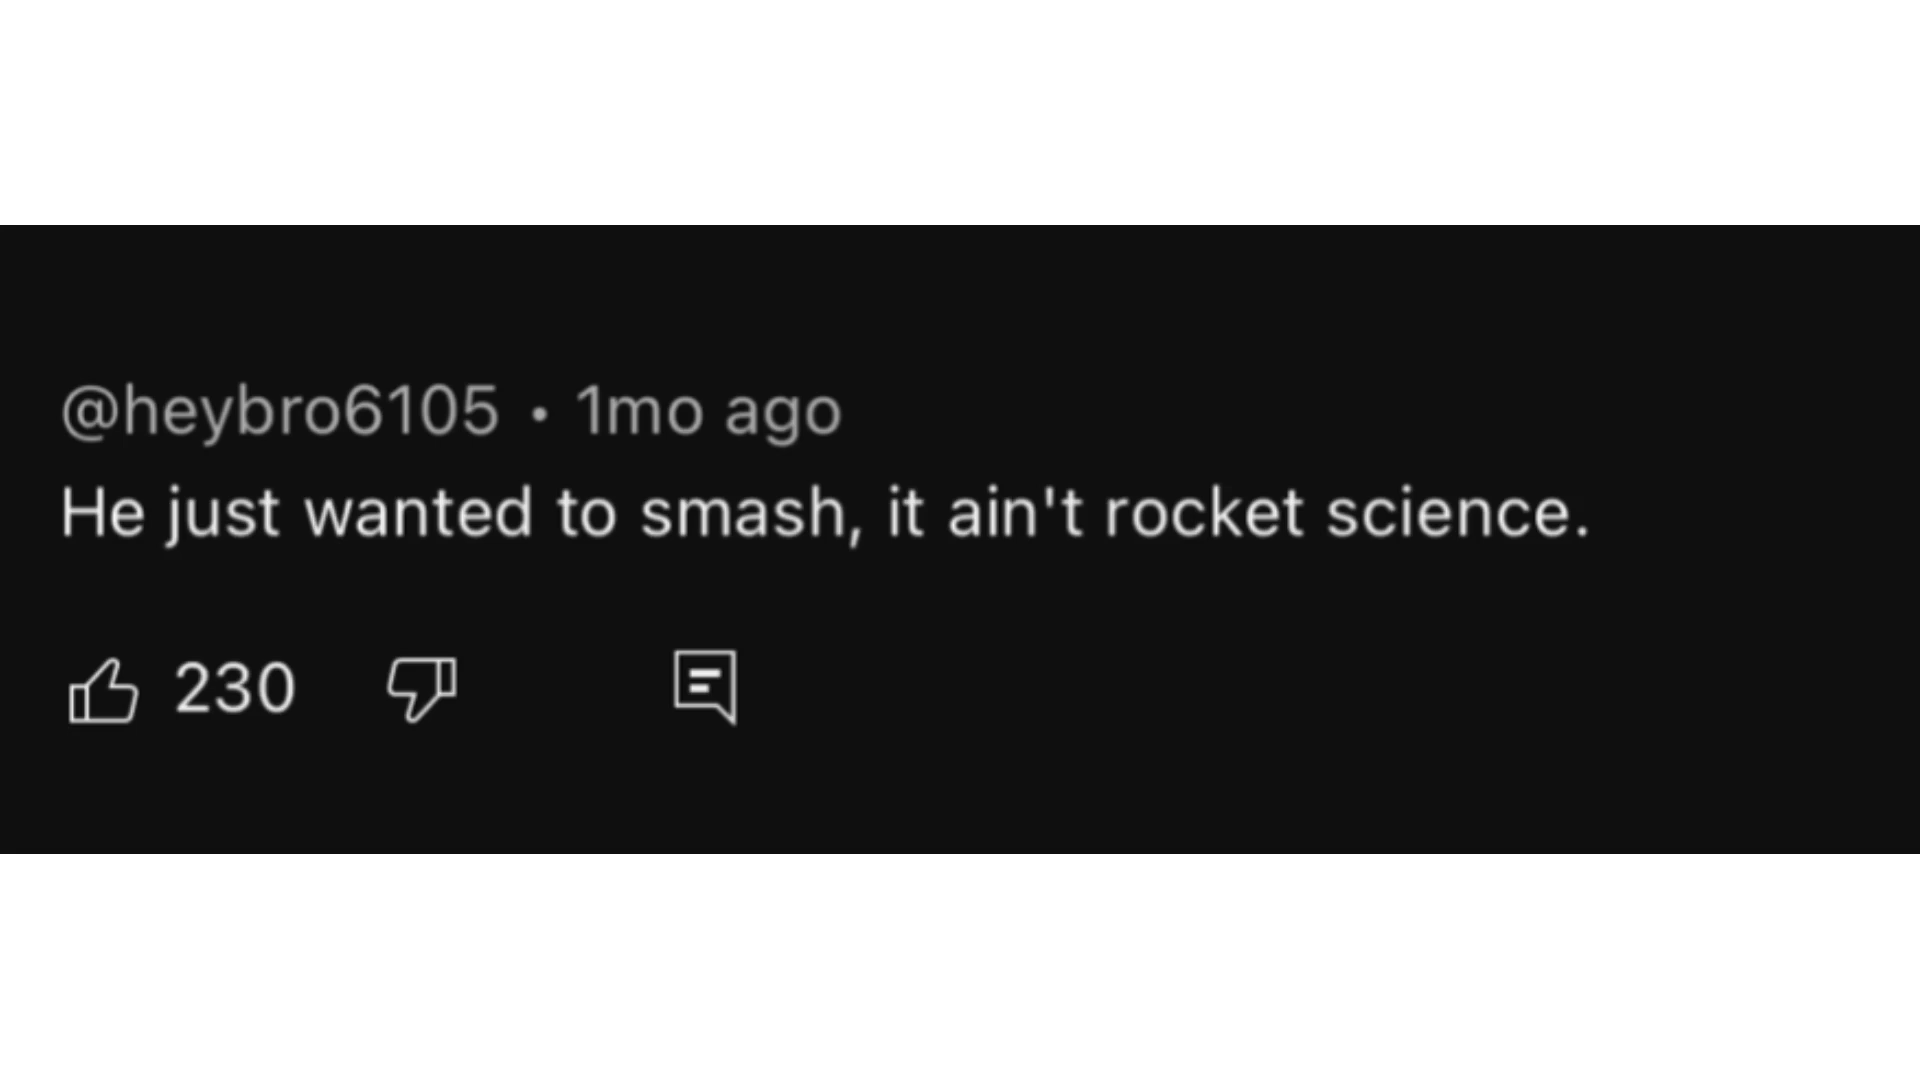 @heybro6105 • 1mo ago
He just wanted to smash, it ain't rocket science.
230